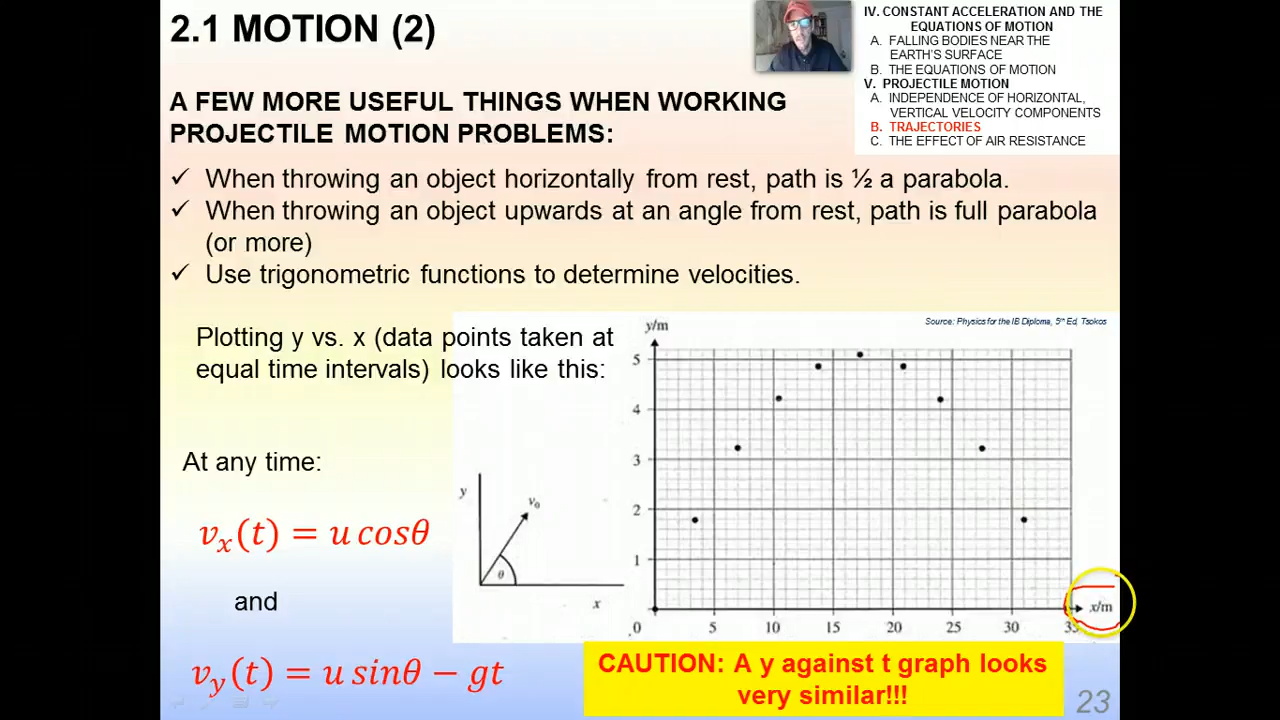 2.1 MOTION (2)
IV. CONSTANT ACCELERATION AND THE
EQUATIONS OF MOTION
A. FALLING BODIES NEAR THE
EARTH'S SURFACE
B. THE EQUATIONS OF MOTION
V. PROJECTILE MOTION
A. INDEPENDENCE OF HORIZONTAL,
VERTICAL VELOCITY COMPONENTS
B. TRAJECTORIES
C. THE EFFECT OF AIR RESISTANCE
A FEW MORE USEFUL THINGS WHEN WORKING
PROJECTILE MOTION PROBLEMS:
✓ When throwing an object horizontally from rest, path is ½ a parabola.
✓ When throwing an object upwards at an angle from rest, path is full parabola
(or more)
✓ Use trigonometric functions to determine velocities.
Plotting y vs. x (data points taken at
equal time intervals) looks like this:
Source: Physics for the IB Diploma, 5th Ed, Tsokos
y/m
5
4
3
2
1
0 5 10 15 20 25 30 35
x/m
At any time:
vₓ(t) = u cosθ
and
v_y(t) = u sinθ − gt
y
v₀
θ
x
CAUTION: A y against t graph looks
very similar!!!
23